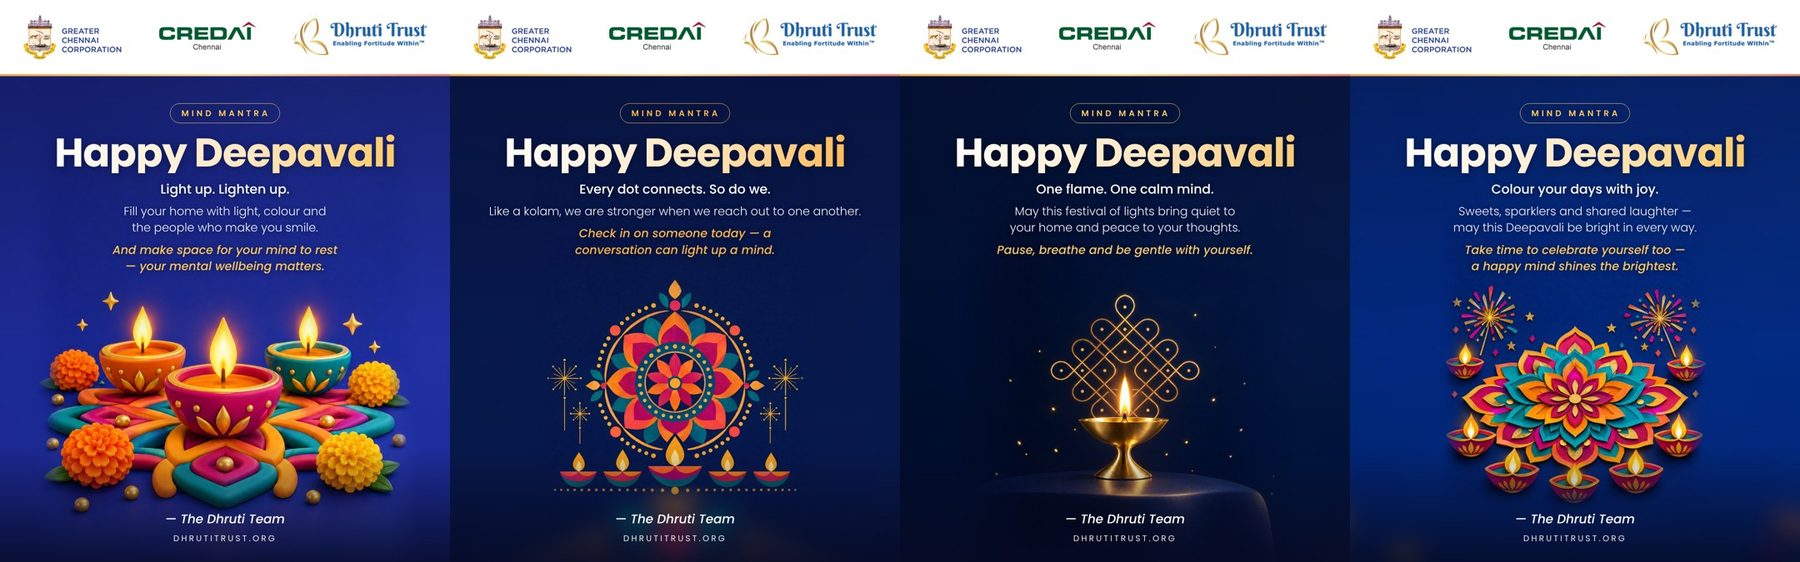 GREATER
CHENNAI
CORPORATION
CREDAI
Chennai
Dhruti Trust
Enabling Fortitude Within™
MIND MANTRA
Happy Deepavali
Light up. Lighten up.
Fill your home with light, colour and
the people who make you smile.
And make space for your mind to rest
— your mental wellbeing matters.
— The Dhruti Team
DHRUTITRUST.ORG
GREATER
CHENNAI
CORPORATION
CREDAI
Chennai
Dhruti Trust
Enabling Fortitude Within™
MIND MANTRA
Happy Deepavali
Every dot connects. So do we.
Like a kolam, we are stronger when we reach out to one another.
Check in on someone today — a
conversation can light up a mind.
— The Dhruti Team
DHRUTITRUST.ORG
GREATER
CHENNAI
CORPORATION
CREDAI
Chennai
Dhruti Trust
Enabling Fortitude Within™
MIND MANTRA
Happy Deepavali
One flame. One calm mind.
May this festival of lights bring quiet to
your home and peace to your thoughts.
Pause, breathe and be gentle with yourself.
— The Dhruti Team
DHRUTITRUST.ORG
GREATER
CHENNAI
CORPORATION
CREDAI
Chennai
Dhruti Trust
Enabling Fortitude Within™
MIND MANTRA
Happy Deepavali
Colour your days with joy.
Sweets, sparklers and shared laughter —
may this Deepavali be bright in every way.
Take time to celebrate yourself too —
a happy mind shines the brightest.
— The Dhruti Team
DHRUTITRUST.ORG